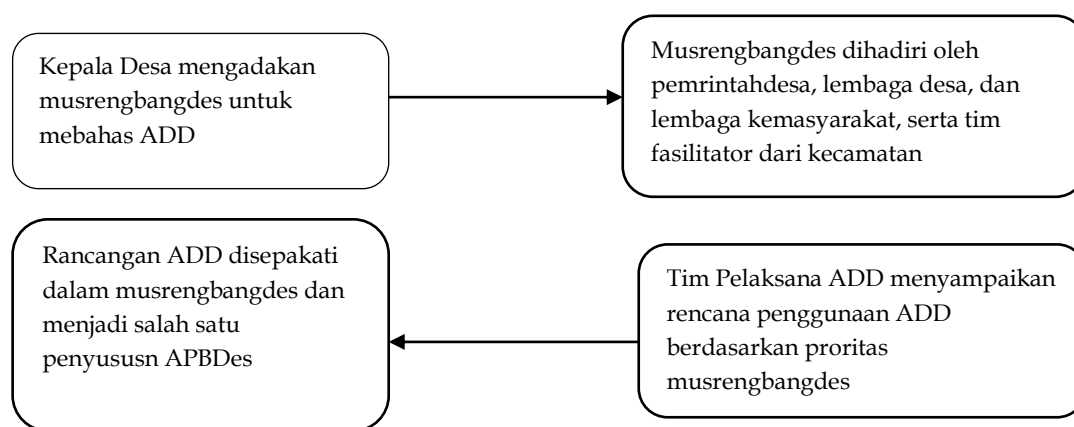 Kepala Desa mengadakan
musrengbangdes untuk
mebahas ADD
Musrengbangdes dihadiri oleh
pemrintahdesa, lembaga desa, dan
lembaga kemasyarakat, serta tim
fasilitator dari kecamatan
Rancangan ADD disepakati
dalam musrengbangdes dan
menjadi salah satu
penyususn APBDes
Tim Pelaksana ADD menyampaikan
rencana penggunaan ADD
berdasarkan proritas
musrengbangdes